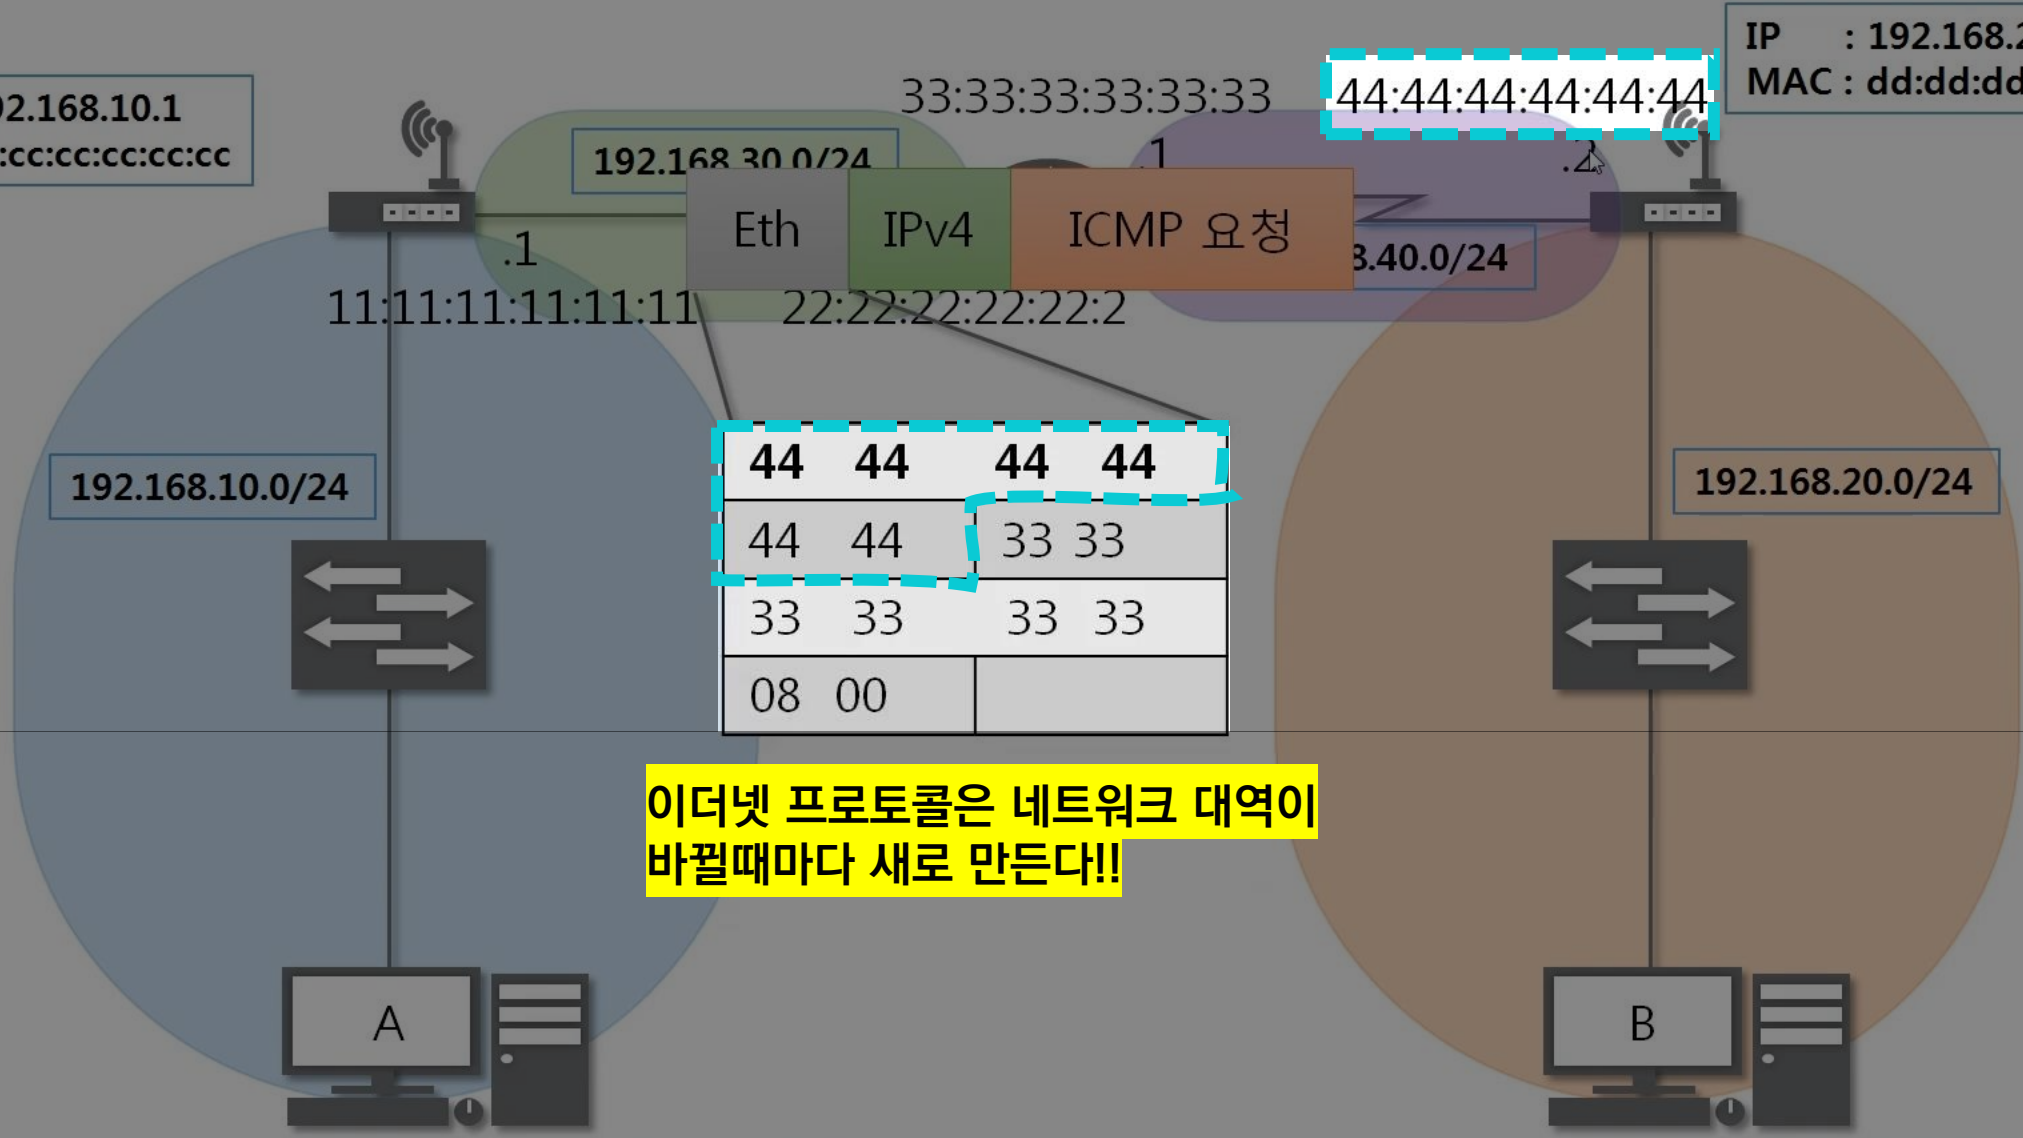 IP : 192.168.2
MAC : dd:dd:dd
2.168.10.1
:cc:cc:cc:cc:cc
33:33:33:33:33:33
44:44:44:44:44:44
192.168.30.0/24
.1
.2
Eth
IPv4
ICMP 요청
.1
8.40.0/24
11:11:11:11:11:11
22:22:22:22:22:2
44 44 44 44
44 44 33 33
33 33 33 33
08 00
192.168.10.0/24
192.168.20.0/24
이더넷 프로토콜은 네트워크 대역이
바뀔때마다 새로 만든다!!
A
B